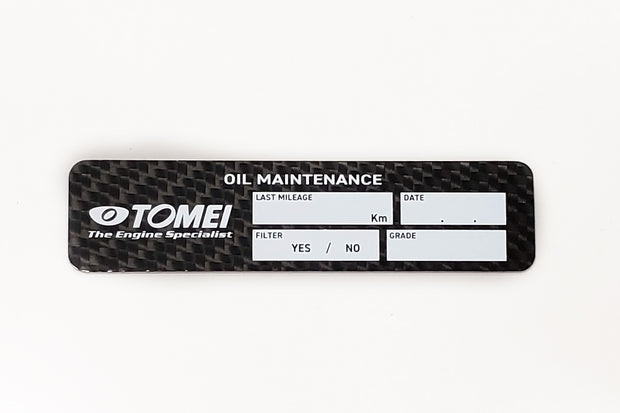 OIL MAINTENANCE
TOMEI
The Engine Specialist
LAST MILEAGE
Km
DATE
. .
FILTER
YES / NO
GRADE